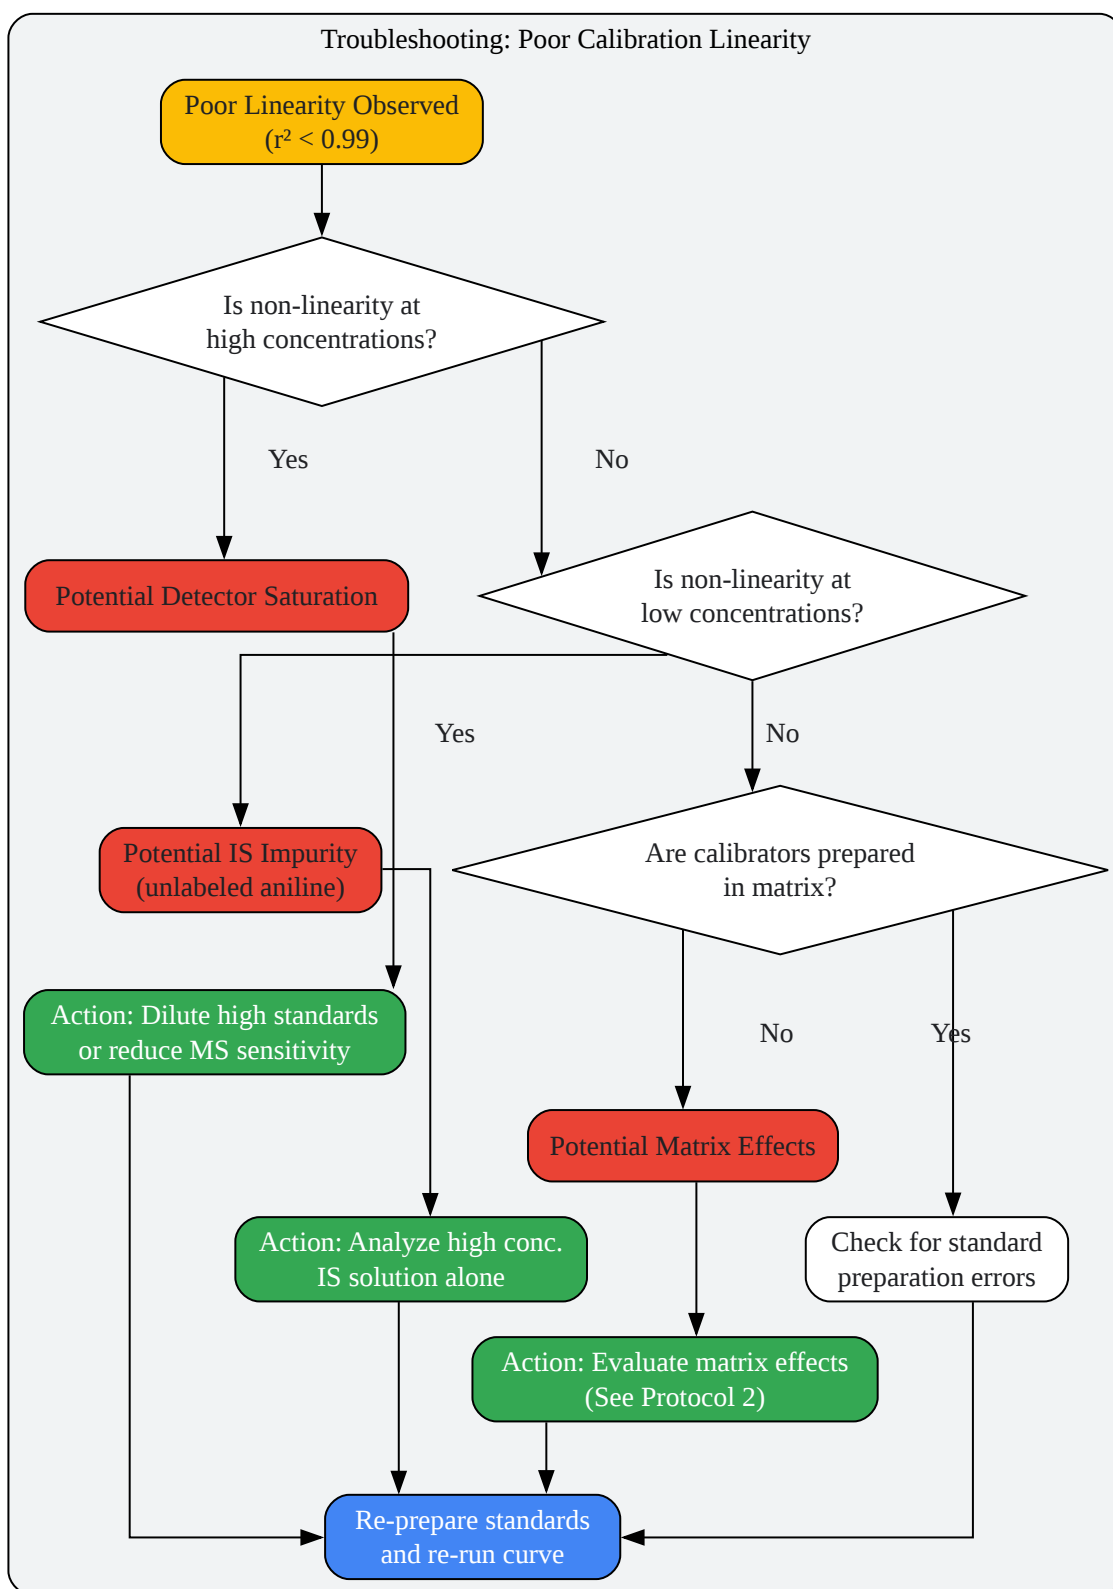 Troubleshooting: Poor Calibration Linearity
Poor Linearity Observed
(r² < 0.99)
Is non-linearity at
high concentrations?
Yes
No
Potential Detector Saturation
Is non-linearity at
low concentrations?
Yes
No
Potential IS Impurity
(unlabeled aniline)
Are calibrators prepared
in matrix?
Action: Dilute high standards
or reduce MS sensitivity
No
Yes
Potential Matrix Effects
Action: Analyze high conc.
IS solution alone
Check for standard
preparation errors
Action: Evaluate matrix effects
(See Protocol 2)
Re-prepare standards
and re-run curve